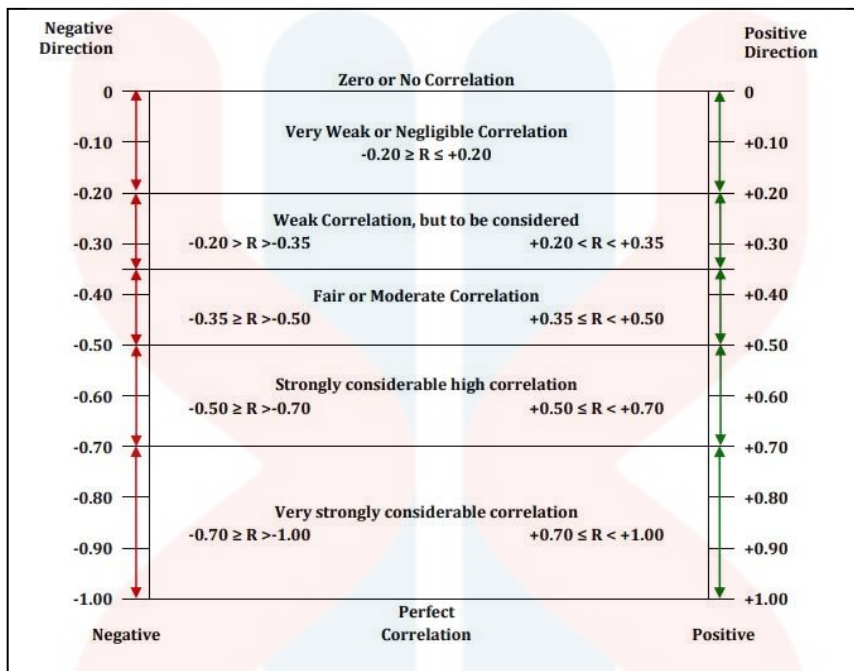 Negative
Direction
Positive
Direction
Zero or No Correlation
0
0
Very Weak or Negligible Correlation
-0.10
+0.10
-0.20 ≥ R ≤ +0.20
-0.20
+0.20
Weak Correlation, but to be considered
-0.20 > R >-0.35
+0.20 < R < +0.35
-0.30
+0.30
-0.40
Fair or Moderate Correlation
+0.40
-0.35 ≥ R >-0.50
+0.35 ≤ R < +0.50
-0.50
+0.50
Strongly considerable high correlation
-0.60
+0.60
-0.50 ≥ R >-0.70
+0.50 ≤ R < +0.70
-0.70
+0.70
-0.80
+0.80
Very strongly considerable correlation
-0.70 ≥ R >-1.00
+0.70 ≤ R < +1.00
-0.90
+0.90
-1.00
+1.00
Perfect
Correlation
Negative
Positive